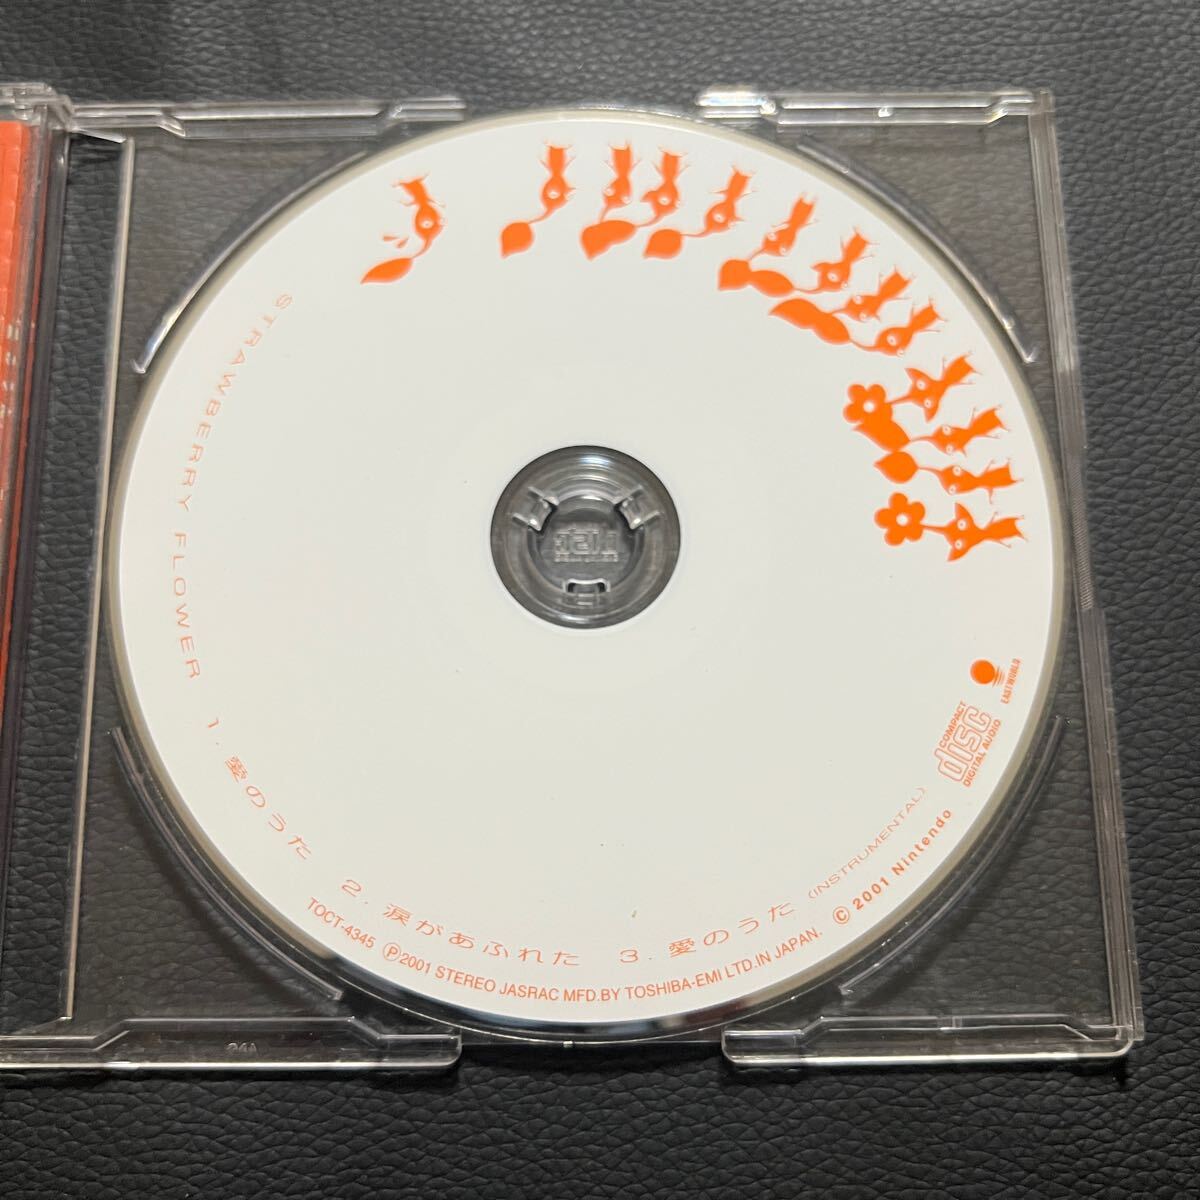 STRAWBERRY FLOWER 1.愛のうた 2.涙があふれた 3.愛のうた (INSTRUMENTAL)
TOCT-4345 Ⓟ2001 STEREO JASRAC MFD.BY TOSHIBA-EMI LTD.IN JAPAN. © 2001 Nintendo
COMPACT
disc
DIGITAL AUDIO
EASTWORLD